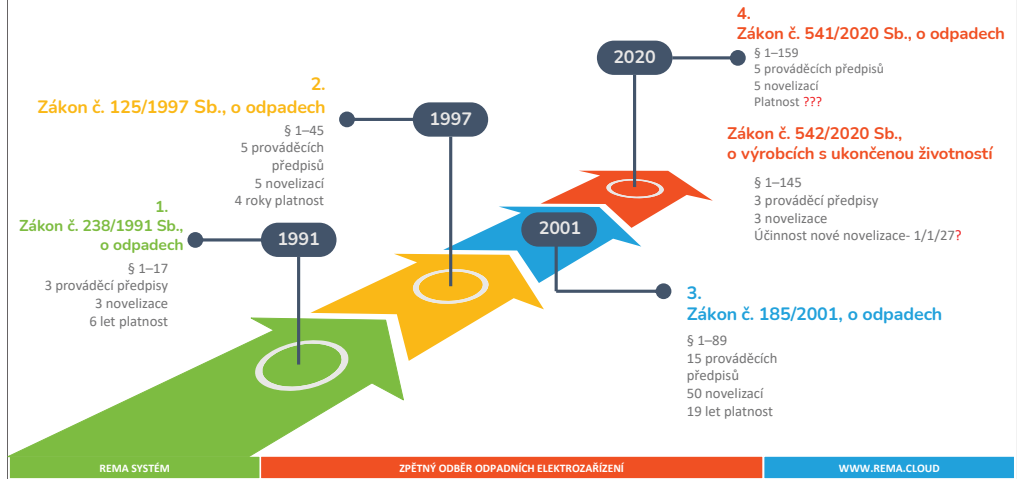 1.
Zákon č. 238/1991 Sb.,
o odpadech
§ 1–17
3 prováděcí předpisy
3 novelizace
6 let platnost
1991
2.
Zákon č. 125/1997 Sb., o odpadech
§ 1–45
5 prováděcích
předpisů
5 novelizací
4 roky platnost
1997
2001
3.
Zákon č. 185/2001, o odpadech
§ 1–89
15 prováděcích
předpisů
50 novelizací
19 let platnost
2020
4.
Zákon č. 541/2020 Sb., o odpadech
§ 1–159
5 prováděcích předpisů
5 novelizací
Platnost ???
Zákon č. 542/2020 Sb.,
o výrobcích s ukončenou životností
§ 1–145
3 prováděcí předpisy
3 novelizace
Účinnost nové novelizace- 1/1/27?
REMA SYSTÉM
ZPĚTNÝ ODBĚR ODPADNÍCH ELEKTROZAŘÍZENÍ
WWW.REMA.CLOUD